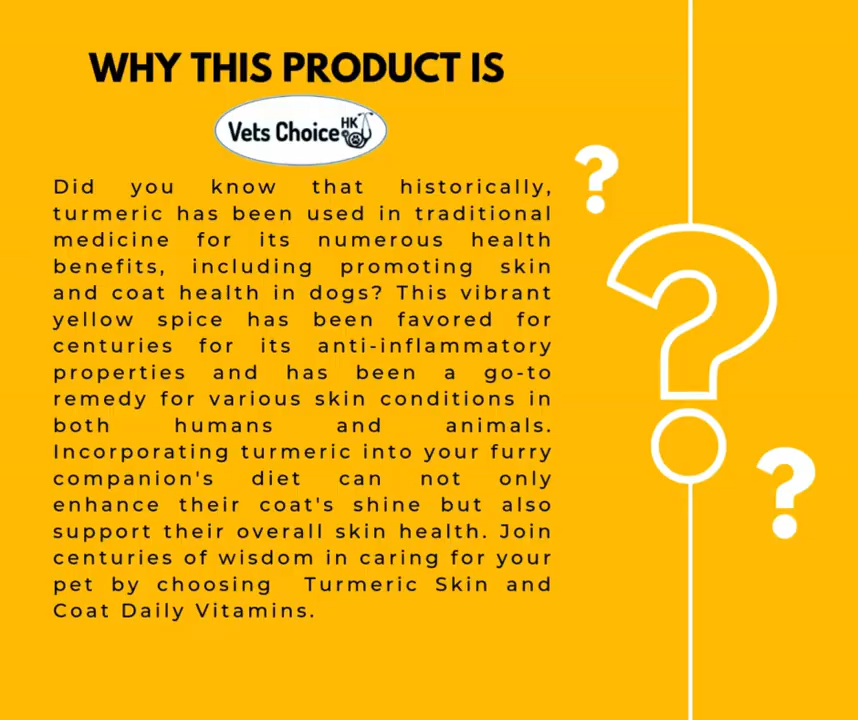 WHY THIS PRODUCT IS
Vets Choice HK
Did you know that historically,
turmeric has been used in traditional
medicine for its numerous health
benefits, including promoting skin
and coat health in dogs? This vibrant
yellow spice has been favored for
centuries for its anti-inflammatory
properties and has been a go-to
remedy for various skin conditions in
both humans and animals.
Incorporating turmeric into your furry
companion's diet can not only
enhance their coat's shine but also
support their overall skin health. Join
centuries of wisdom in caring for your
pet by choosing Turmeric Skin and
Coat Daily Vitamins.
?
?
?